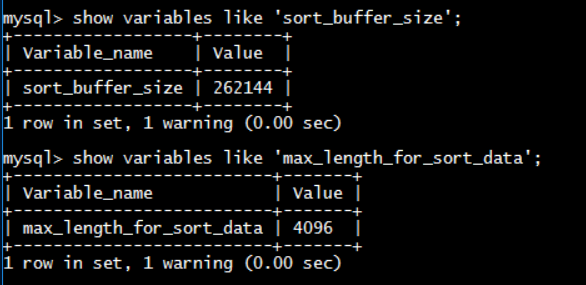 mysql> show variables like 'sort_buffer_size';
+------------------+--------+
| Variable_name    | Value  |
+------------------+--------+
| sort_buffer_size | 262144 |
+------------------+--------+
1 row in set, 1 warning (0.00 sec)
mysql> show variables like 'max_length_for_sort_data';
+--------------------------+-------+
| Variable_name            | Value |
+--------------------------+-------+
| max_length_for_sort_data | 4096  |
+--------------------------+-------+
1 row in set, 1 warning (0.00 sec)